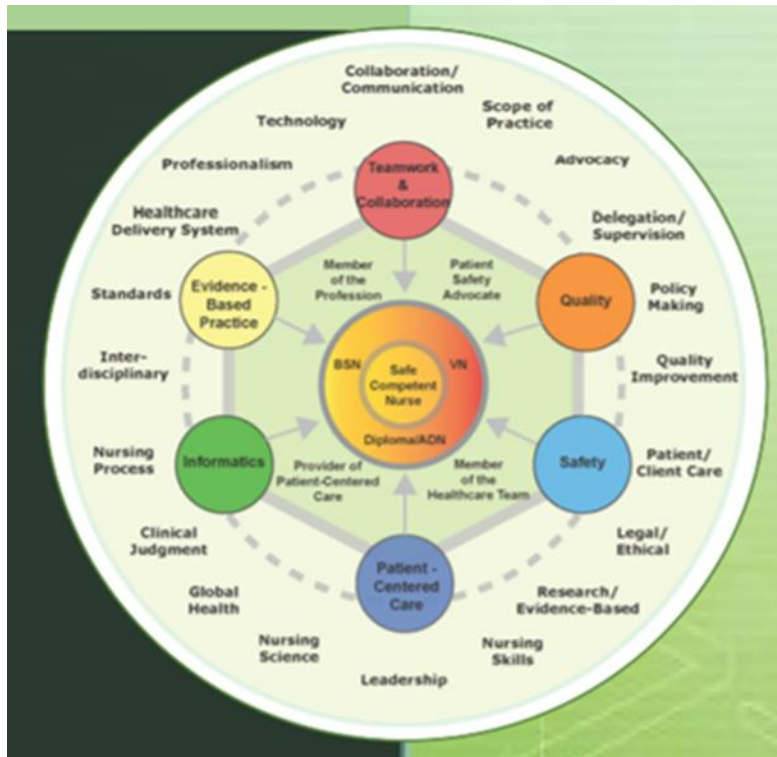 Collaboration/
Communication
Scope of
Practice
Advocacy
Delegation/
Supervision
Policy
Making
Quality
Improvement
Patient/
Client Care
Legal/
Ethical
Research/
Evidence-Based
Nursing
Skills
Leadership
Nursing
Science
Global
Health
Clinical
Judgment
Nursing
Process
Inter-
disciplinary
Standards
Healthcare
Delivery System
Professionalism
Technology
Teamwork
&
Collaboration
Quality
Safety
Patient -
Centered
Care
Informatics
Evidence -
Based
Practice
Member
of the
Profession
Patient
Safety
Advocate
Member
of the
Healthcare Team
Provider of
Patient-Centered
Care
BSN
VN
Diploma/ADN
Safe
Competent
Nurse